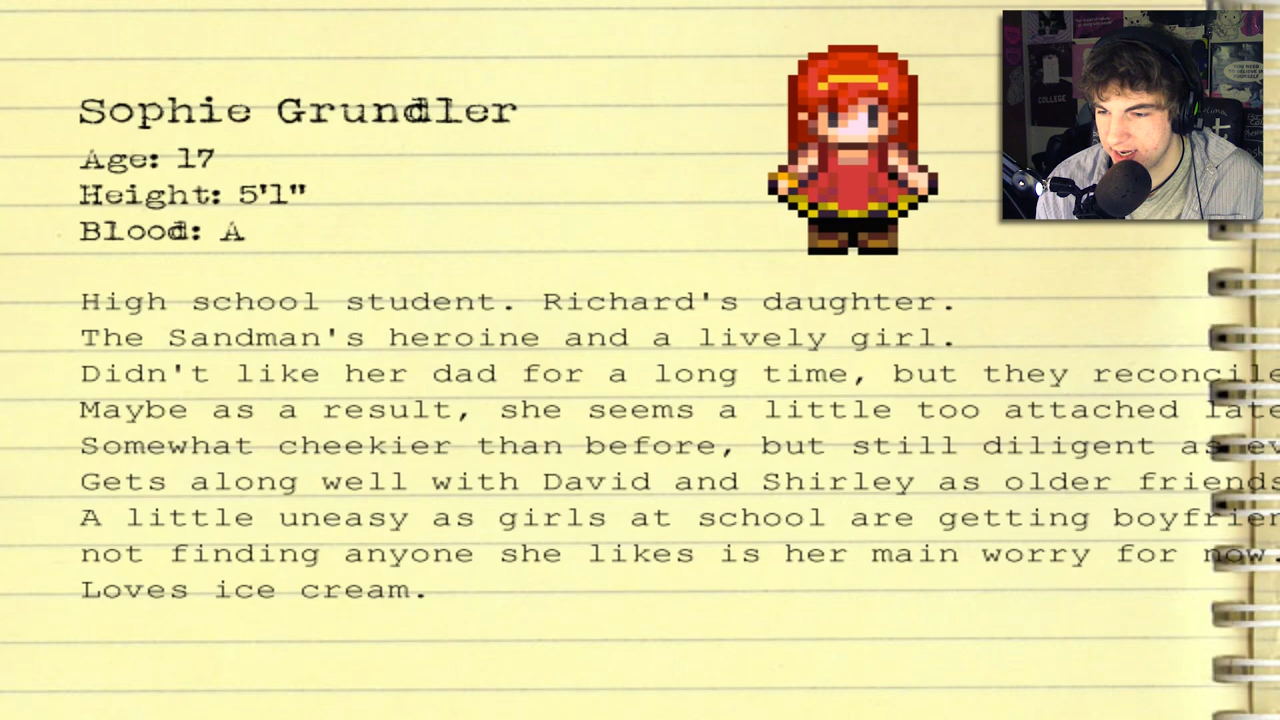 Sophie Grundler
Age: 17
Height: 5'1"
Blood: A
COLLEGE
High school student. Richard's daughter.
The Sandman's heroine and a lively girl.
Didn't like her dad for a long time, but they reconcile
Maybe as a result, she seems a little too attached late
Somewhat cheekier than before, but still diligent as ev
Gets along well with David and Shirley as older friends
A little uneasy as girls at school are getting boyfrien
not finding anyone she likes is her main worry for now.
Loves ice cream.